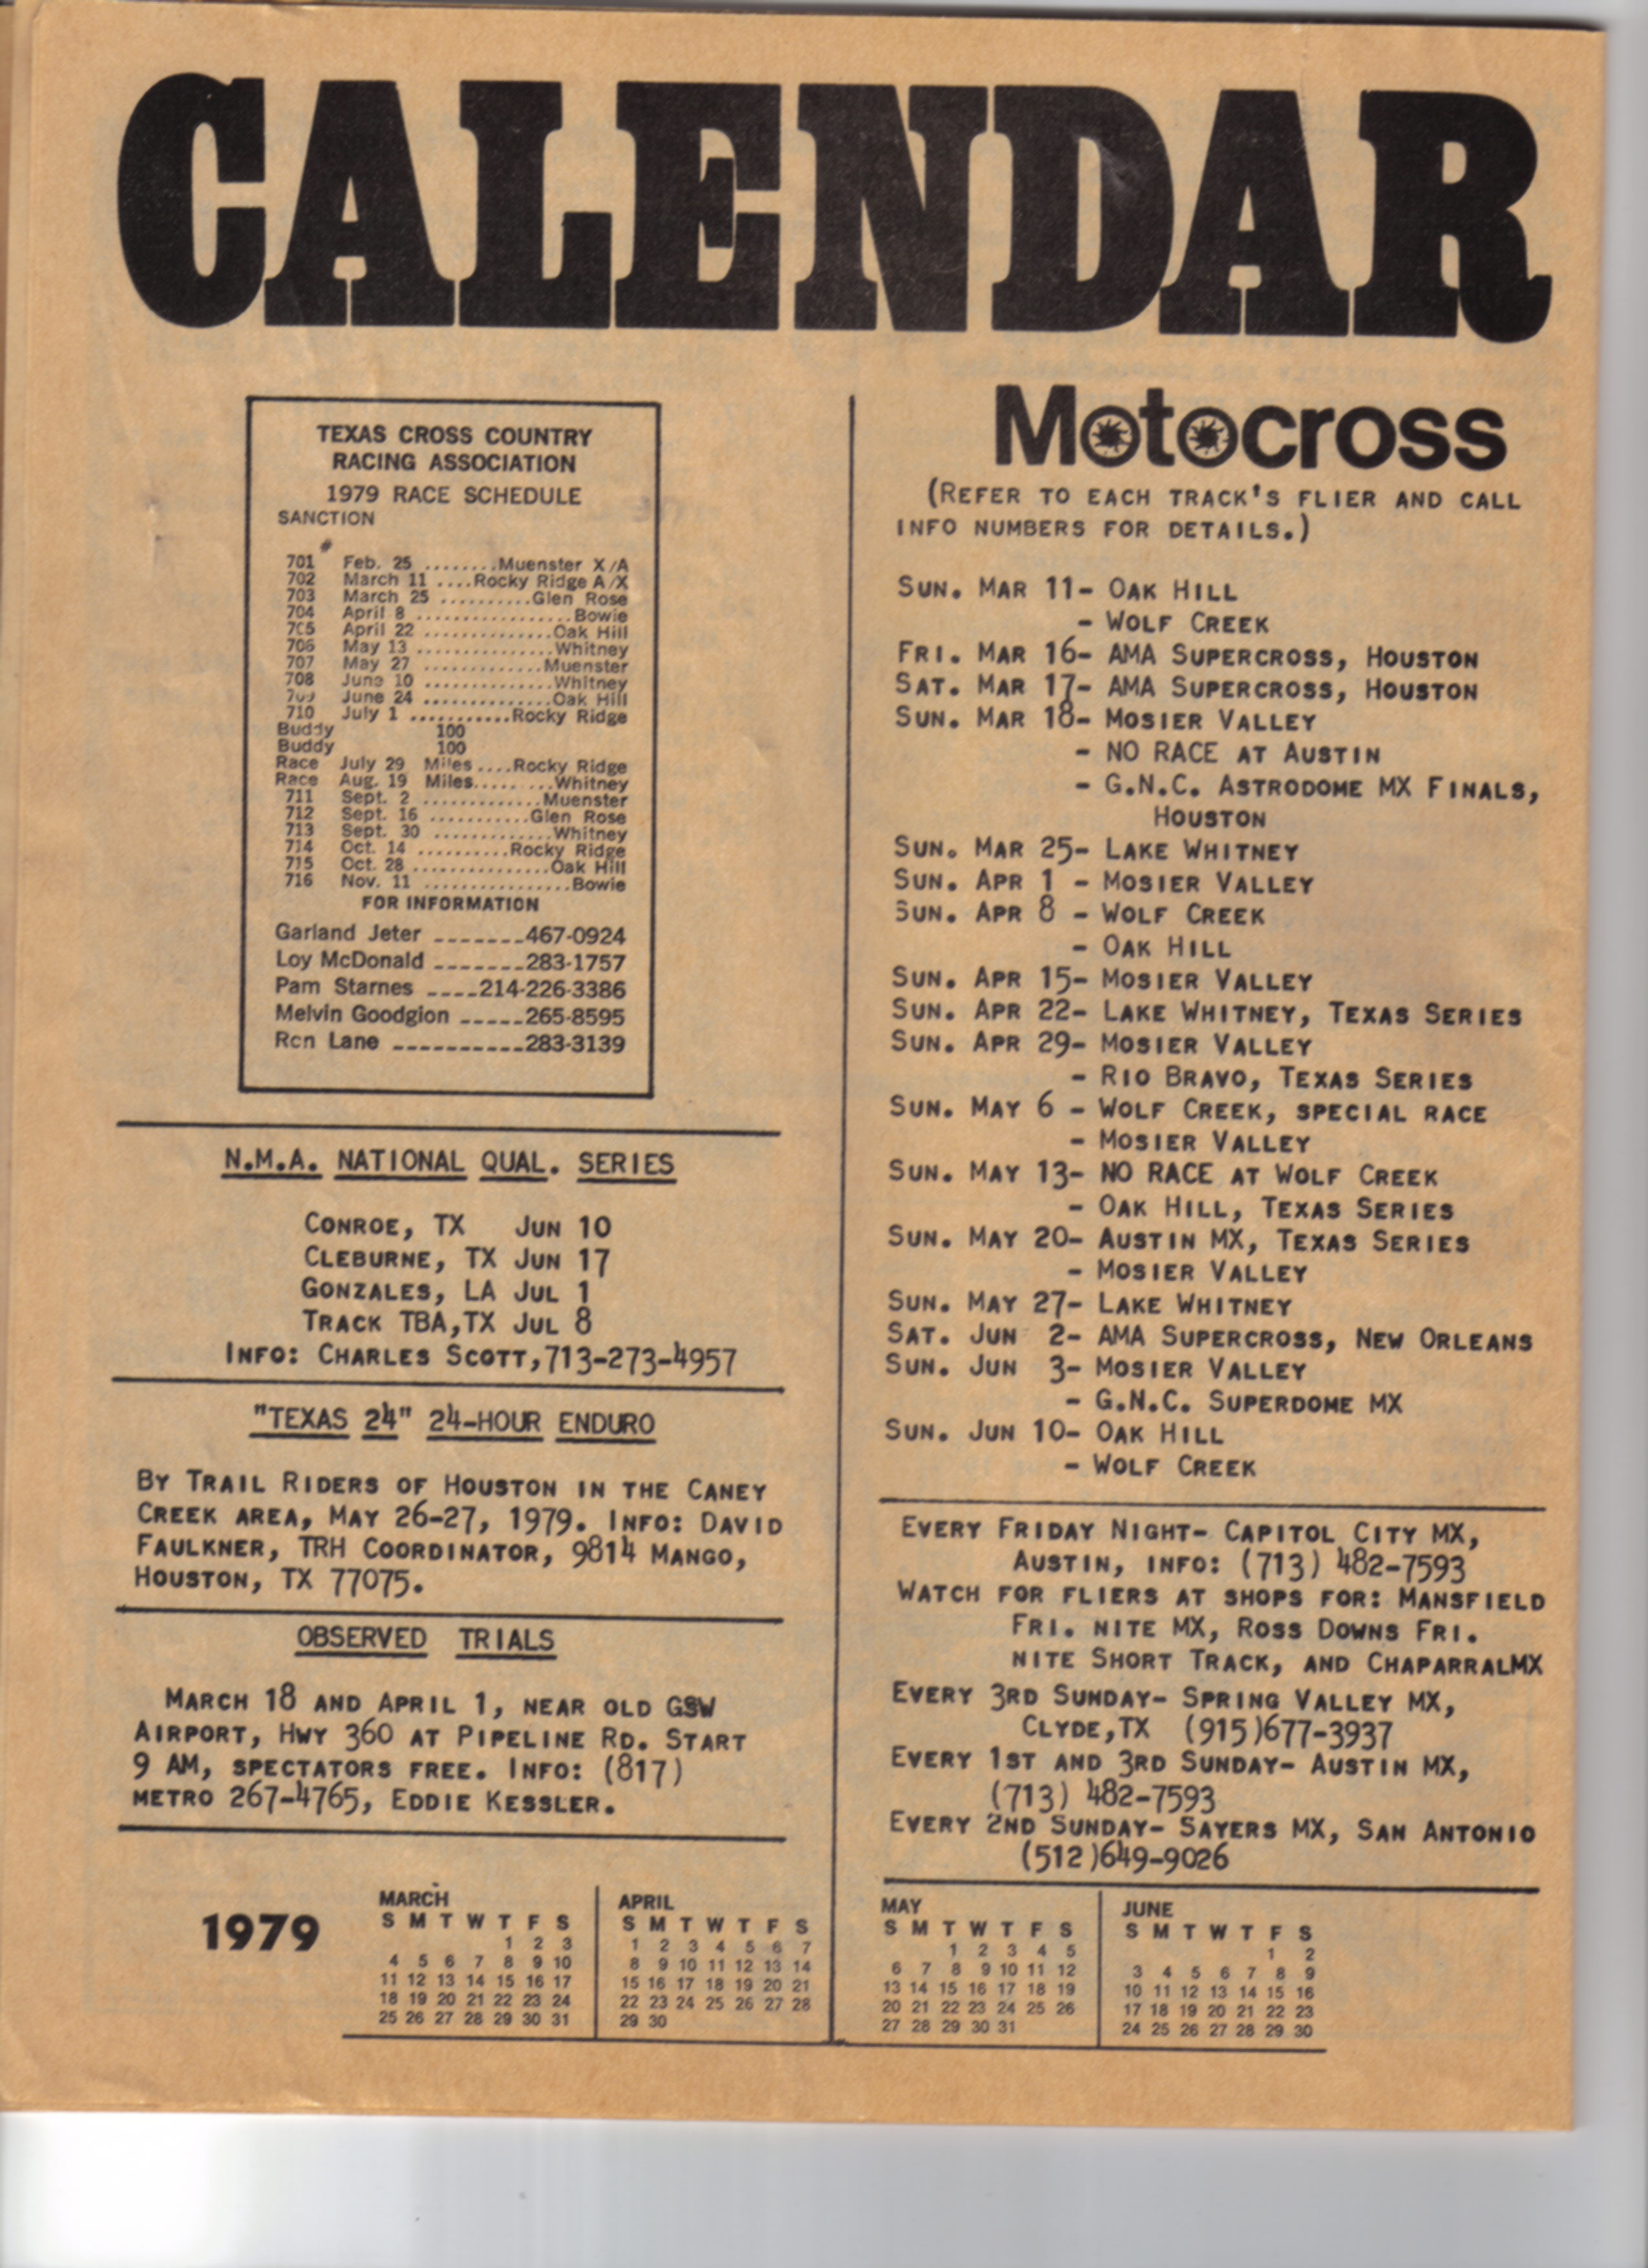 CALENDAR
TEXAS CROSS COUNTRY
RACING ASSOCIATION
1979 RACE SCHEDULE
SANCTION
#
701 Feb. 25 ........Muenster X/A
702 March 11 ....Rocky Ridge A/X
703 March 25 ..........Glen Rose
704 April 8 .................Bowie
705 April 22 ..............Oak Hill
706 May 13 ...............Whitney
707 May 27 .............Muenster
708 June 10 ..............Whitney
709 June 24 ..............Oak Hill
710 July 1 ...........Rocky Ridge
Buddy 100
Buddy 100
Race July 29 Miles....Rocky Ridge
Race Aug. 19 Miles.........Whitney
711 Sept. 2 .............Muenster
712 Sept. 16 ...........Glen Rose
713 Sept. 30 .............Whitney
714 Oct. 14 ..........Rocky Ridge
715 Oct. 28 ...............Oak Hill
716 Nov. 11 ................Bowie
FOR INFORMATION
Garland Jeter -------467-0924
Loy McDonald -------283-1757
Pam Starnes ----214-226-3386
Melvin Goodgion -----265-8595
Ron Lane ----------283-3139
N.M.A. NATIONAL QUAL. SERIES
CONROE, TX JUN 10
CLEBURNE, TX JUN 17
GONZALES, LA JUL 1
TRACK TBA,TX JUL 8
INFO: CHARLES SCOTT,713-273-4957
"TEXAS 24" 24-HOUR ENDURO
BY TRAIL RIDERS OF HOUSTON IN THE CANEY
CREEK AREA, MAY 26-27, 1979. INFO: DAVID
FAULKNER, TRH COORDINATOR, 9814 MANGO,
HOUSTON, TX 77075.
OBSERVED TRIALS
MARCH 18 AND APRIL 1, NEAR OLD GSW
AIRPORT, HWY 360 AT PIPELINE RD. START
9 AM, SPECTATORS FREE. INFO: (817)
METRO 267-4765, EDDIE KESSLER.
Motocross
(REFER TO EACH TRACK'S FLIER AND CALL
INFO NUMBERS FOR DETAILS.)
SUN. MAR 11- OAK HILL
- WOLF CREEK
FRI. MAR 16- AMA SUPERCROSS, HOUSTON
SAT. MAR 17- AMA SUPERCROSS, HOUSTON
SUN. MAR 18- MOSIER VALLEY
- NO RACE AT AUSTIN
- G.N.C. ASTRODOME MX FINALS,
HOUSTON
SUN. MAR 25- LAKE WHITNEY
SUN. APR 1 - MOSIER VALLEY
SUN. APR 8 - WOLF CREEK
- OAK HILL
SUN. APR 15- MOSIER VALLEY
SUN. APR 22- LAKE WHITNEY, TEXAS SERIES
SUN. APR 29- MOSIER VALLEY
- RIO BRAVO, TEXAS SERIES
SUN. MAY 6 - WOLF CREEK, SPECIAL RACE
- MOSIER VALLEY
SUN. MAY 13- NO RACE AT WOLF CREEK
- OAK HILL, TEXAS SERIES
SUN. MAY 20- AUSTIN MX, TEXAS SERIES
- MOSIER VALLEY
SUN. MAY 27- LAKE WHITNEY
SAT. JUN 2- AMA SUPERCROSS, NEW ORLEANS
SUN. JUN 3- MOSIER VALLEY
- G.N.C. SUPERDOME MX
SUN. JUN 10- OAK HILL
- WOLF CREEK
EVERY FRIDAY NIGHT- CAPITOL CITY MX,
AUSTIN, INFO: (713) 482-7593
WATCH FOR FLIERS AT SHOPS FOR: MANSFIELD
FRI. NITE MX, ROSS DOWNS FRI.
NITE SHORT TRACK, AND CHAPARRALMX
EVERY 3RD SUNDAY- SPRING VALLEY MX,
CLYDE,TX (915)677-3937
EVERY 1ST AND 3RD SUNDAY- AUSTIN MX,
(713) 482-7593
EVERY 2ND SUNDAY- SAYERS MX, SAN ANTONIO
(512)649-9026
1979
MARCH
S M T W T F S
1 2 3
4 5 6 7 8 9 10
11 12 13 14 15 16 17
18 19 20 21 22 23 24
25 26 27 28 29 30 31
APRIL
S M T W T F S
1 2 3 4 5 6 7
8 9 10 11 12 13 14
15 16 17 18 19 20 21
22 23 24 25 26 27 28
29 30
MAY
S M T W T F S
1 2 3 4 5
6 7 8 9 10 11 12
13 14 15 16 17 18 19
20 21 22 23 24 25 26
27 28 29 30 31
JUNE
S M T W T F S
1 2
3 4 5 6 7 8 9
10 11 12 13 14 15 16
17 18 19 20 21 22 23
24 25 26 27 28 29 30